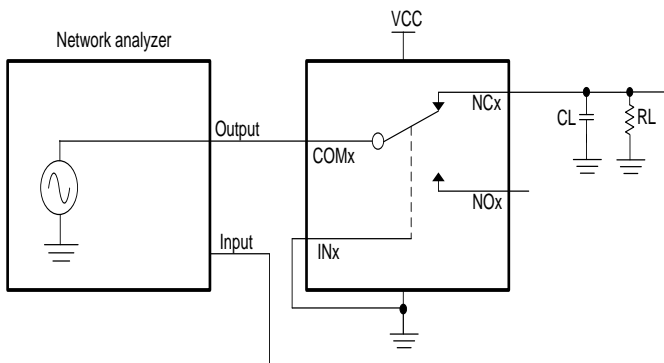 Network analyzer
VCC
Output
COMx
NCx
CL
RL
NOx
Input
INx